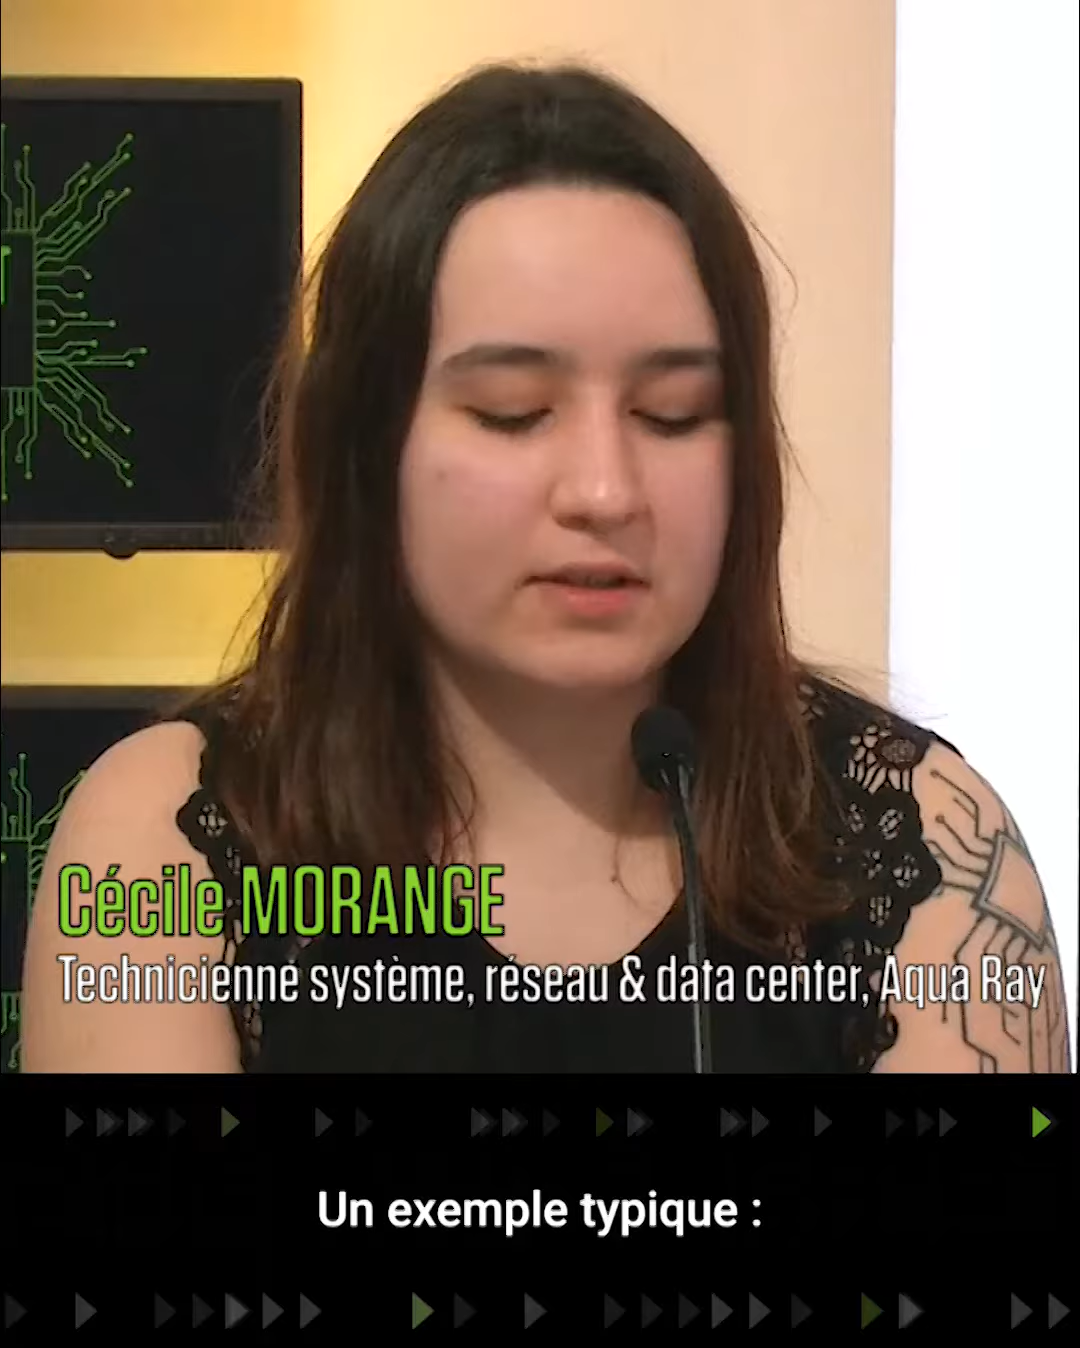 Cécile MORANGE
Technicienne système, réseau & data center, Aqua Ray
Un exemple typique :